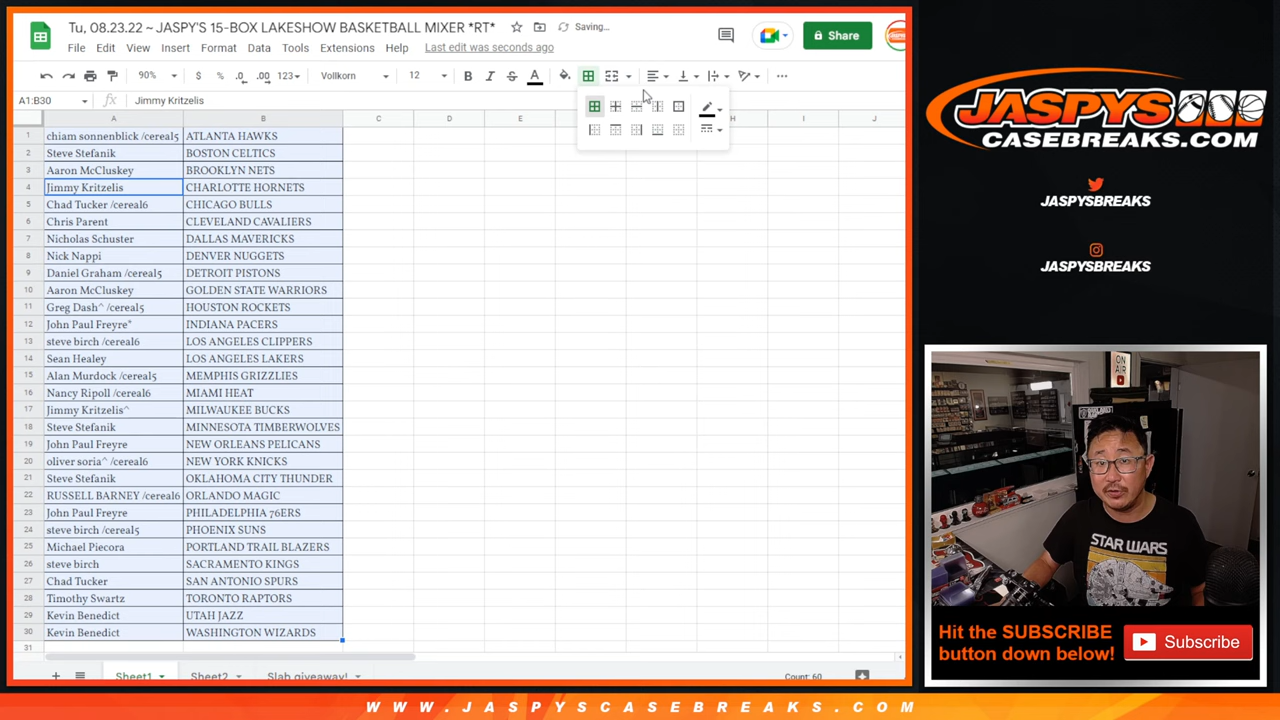 Tu, 08.23.22 ~ JASPY'S 15-BOX LAKESHOW BASKETBALL MIXER *RT*
Saving...
File Edit View Insert Format Data Tools Extensions Help Last edit was seconds ago
Share
90% $ % .0 .00 123 Vollkorn 12 B I S A
A1:B30 fx Jimmy Kritzelis
A B C D E F G H I J
1 chiam sonnenblick /cereal5 ATLANTA HAWKS
2 Steve Stefanik BOSTON CELTICS
3 Aaron McCluskey BROOKLYN NETS
4 Jimmy Kritzelis CHARLOTTE HORNETS
5 Chad Tucker /cereal6 CHICAGO BULLS
6 Chris Parent CLEVELAND CAVALIERS
7 Nicholas Schuster DALLAS MAVERICKS
8 Nick Nappi DENVER NUGGETS
9 Daniel Graham /cereal5 DETROIT PISTONS
10 Aaron McCluskey GOLDEN STATE WARRIORS
11 Greg Dash^ /cereal5 HOUSTON ROCKETS
12 John Paul Freyre* INDIANA PACERS
13 steve birch /cereal6 LOS ANGELES CLIPPERS
14 Sean Healey LOS ANGELES LAKERS
15 Alan Murdock /cereal5 MEMPHIS GRIZZLIES
16 Nancy Ripoll /cereal6 MIAMI HEAT
17 Jimmy Kritzelis^ MILWAUKEE BUCKS
18 Steve Stefanik MINNESOTA TIMBERWOLVES
19 John Paul Freyre NEW ORLEANS PELICANS
20 oliver soria^ /cereal6 NEW YORK KNICKS
21 Steve Stefanik OKLAHOMA CITY THUNDER
22 RUSSELL BARNEY /cereal6 ORLANDO MAGIC
23 John Paul Freyre PHILADELPHIA 76ERS
24 steve birch /cereal5 PHOENIX SUNS
25 Michael Piecora PORTLAND TRAIL BLAZERS
26 steve birch SACRAMENTO KINGS
27 Chad Tucker SAN ANTONIO SPURS
28 Timothy Swartz TORONTO RAPTORS
29 Kevin Benedict UTAH JAZZ
30 Kevin Benedict WASHINGTON WIZARDS
31
Sheet1 Sheet2 Slab giveaway! Count: 60
JASPYS
CASEBREAKS.COM
JASPYSBREAKS
JASPYSBREAKS
ON
AIR
STAR WARS
Hit the SUBSCRIBE
button down below!
Subscribe
WWW.JASPYSCASEBREAKS.COM